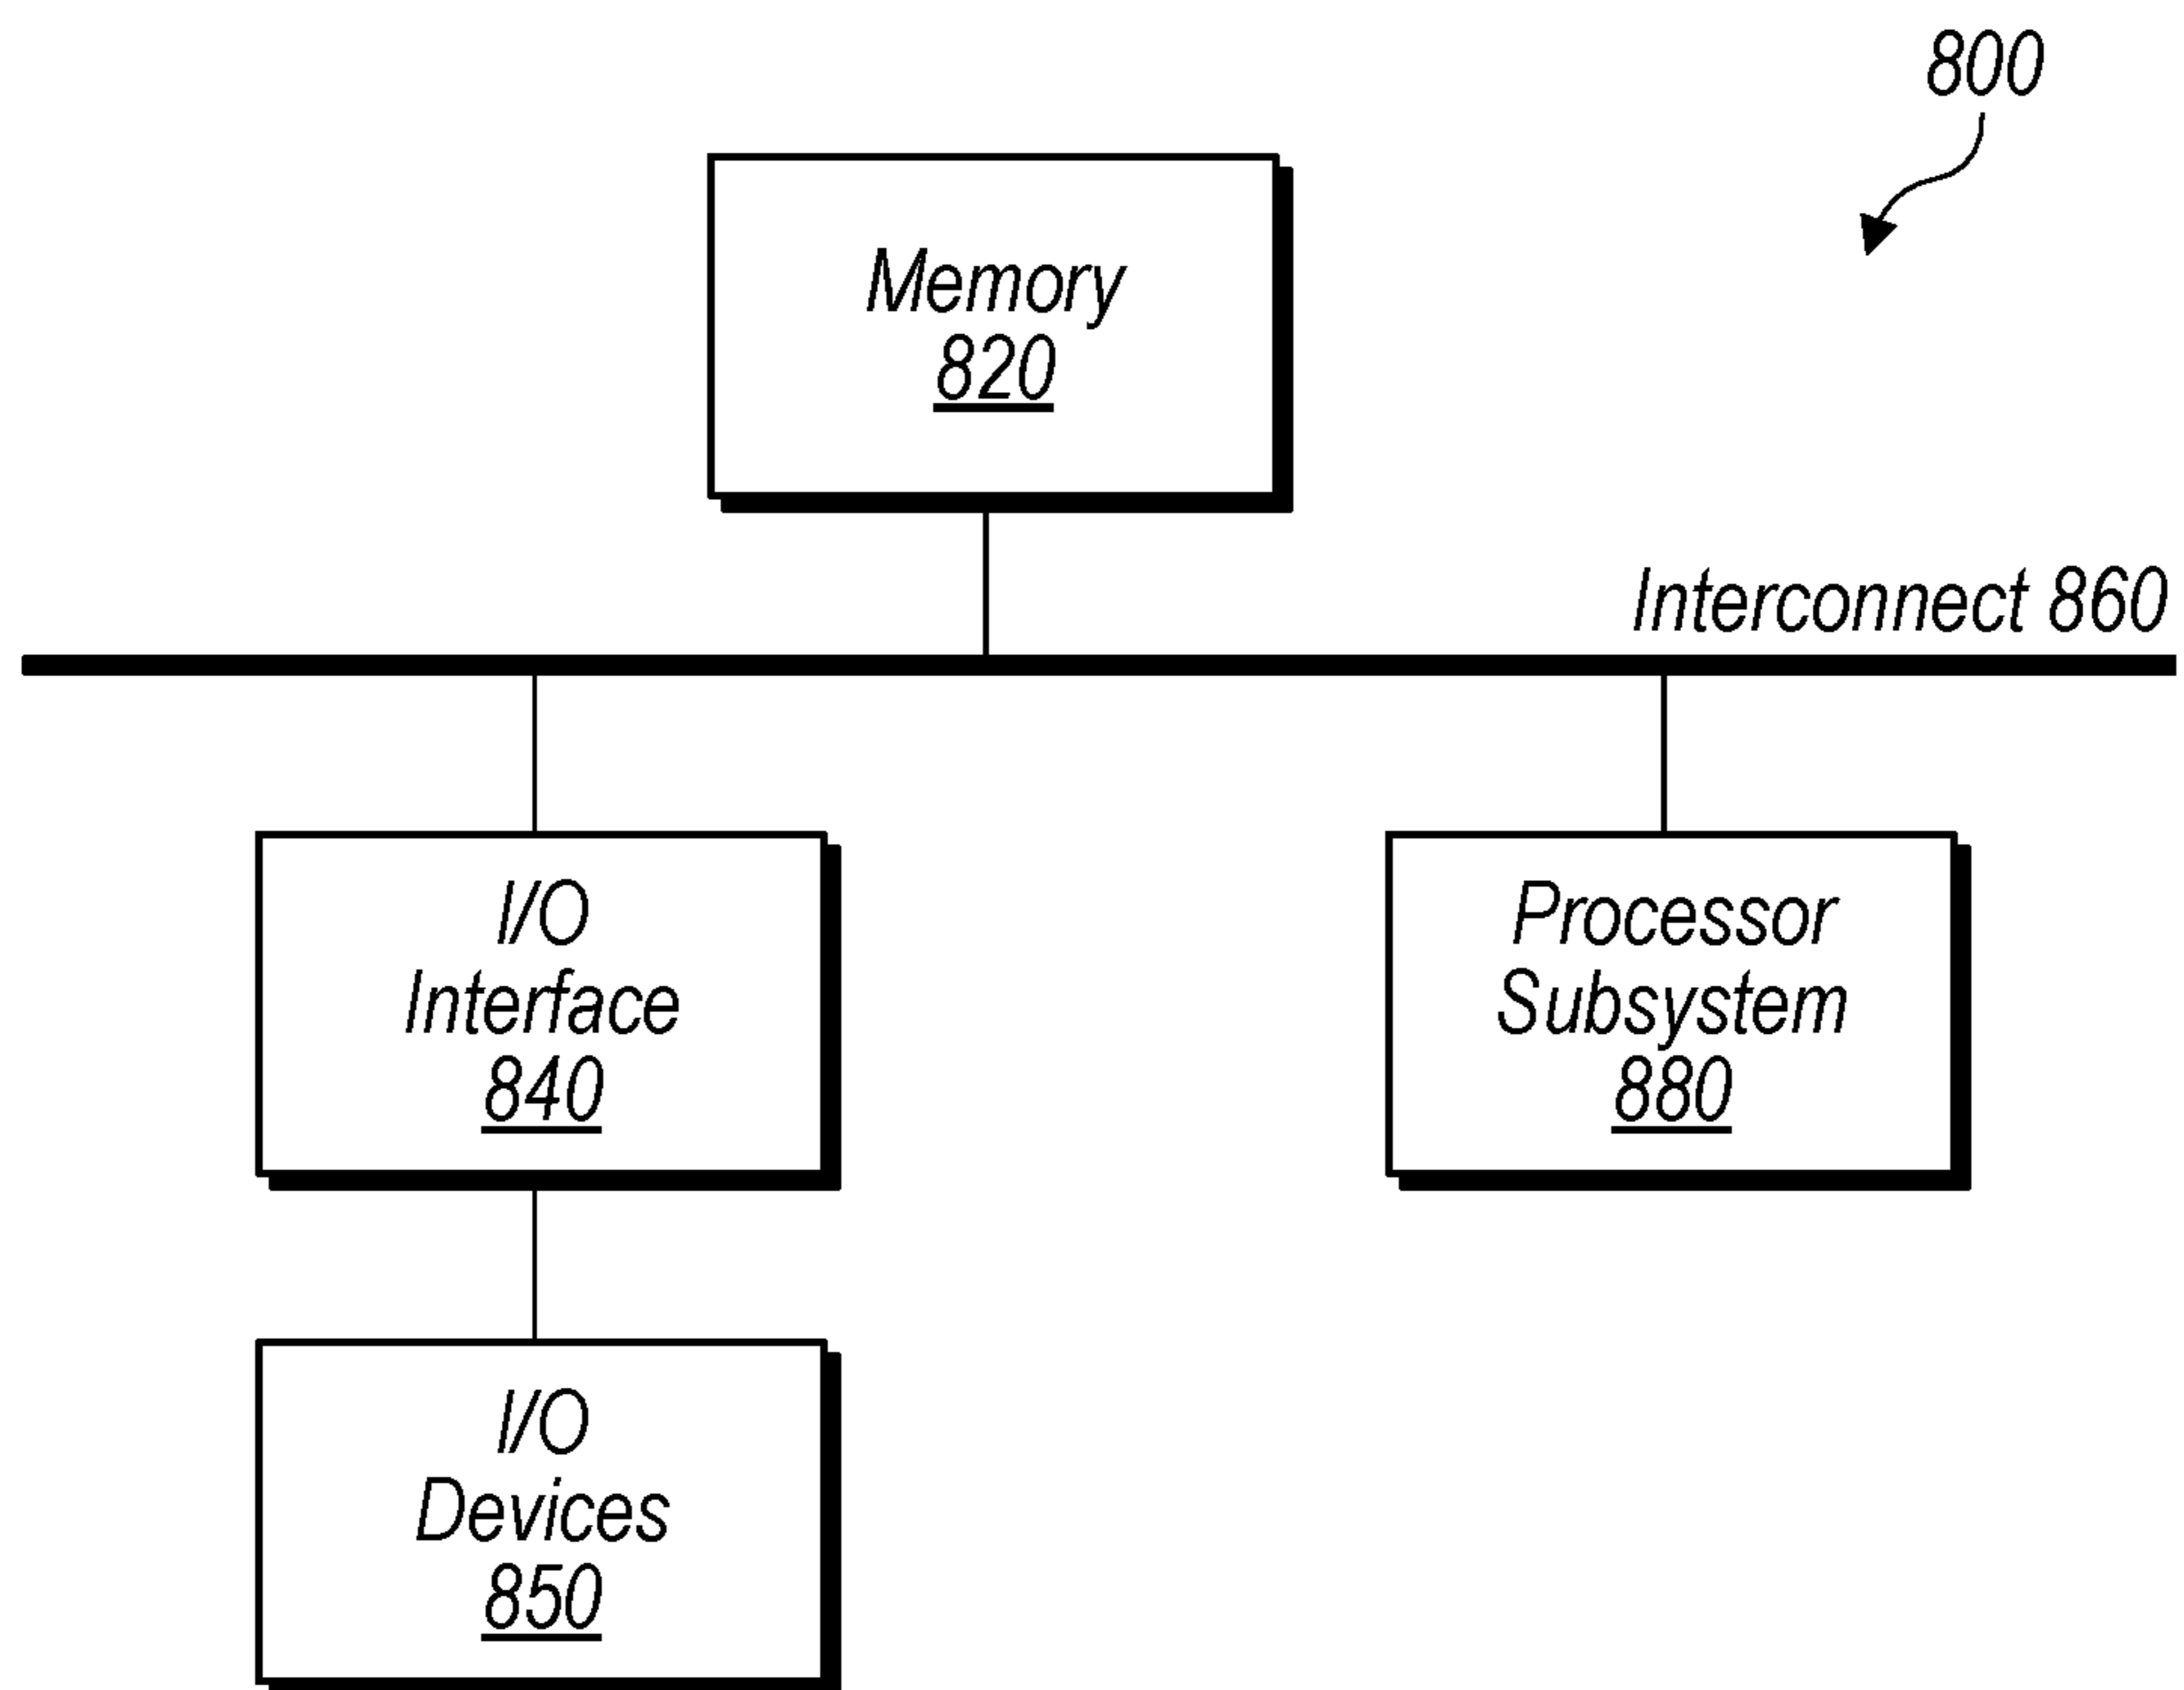 800
Memory
820
Interconnect 860
I/O
Interface
840
Processor
Subsystem
880
I/O
Devices
850